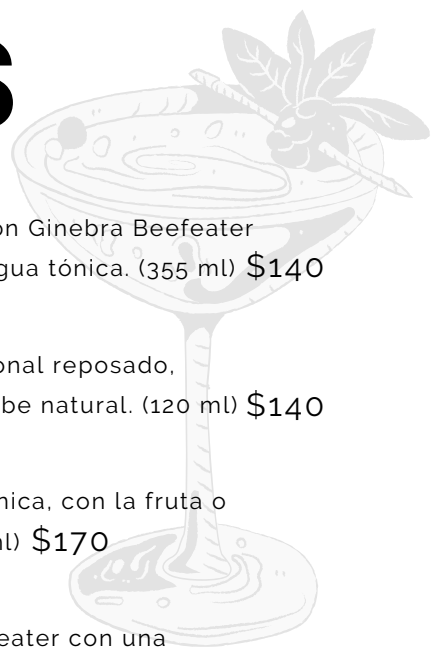 S
on Ginebra Beefeater
gua tónica. (355 ml) $140
onal reposado,
be natural. (120 ml) $140
nica, con la fruta o
nl) $170
eater con una